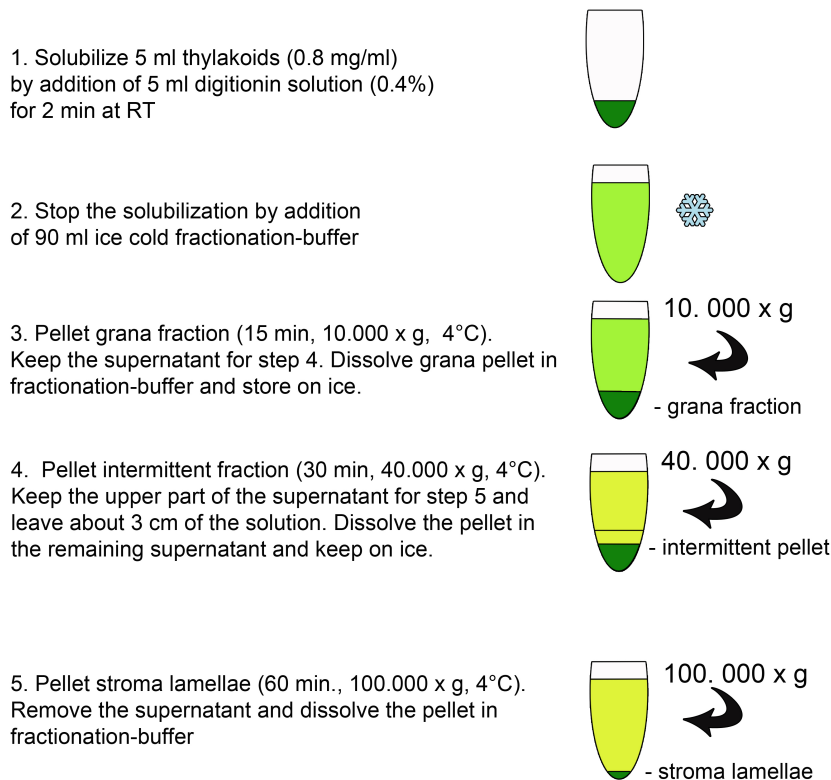 1. Solubilize 5 ml thylakoids (0.8 mg/ml)
by addition of 5 ml digitionin solution (0.4%)
for 2 min at RT
2. Stop the solubilization by addition
of 90 ml ice cold fractionation-buffer
10. 000 x g
3. Pellet grana fraction (15 min, 10.000 x g, 4°C).
Keep the supernatant for step 4. Dissolve grana pellet in
fractionation-buffer and store on ice.
- grana fraction
40. 000 x g
4. Pellet intermittent fraction (30 min, 40.000 x g, 4°C).
Keep the upper part of the supernatant for step 5 and
leave about 3 cm of the solution. Dissolve the pellet in
the remaining supernatant and keep on ice.
- intermittent pellet
100. 000 x g
5. Pellet stroma lamellae (60 min., 100.000 x g, 4°C).
Remove the supernatant and dissolve the pellet in
fractionation-buffer
- stroma lamellae